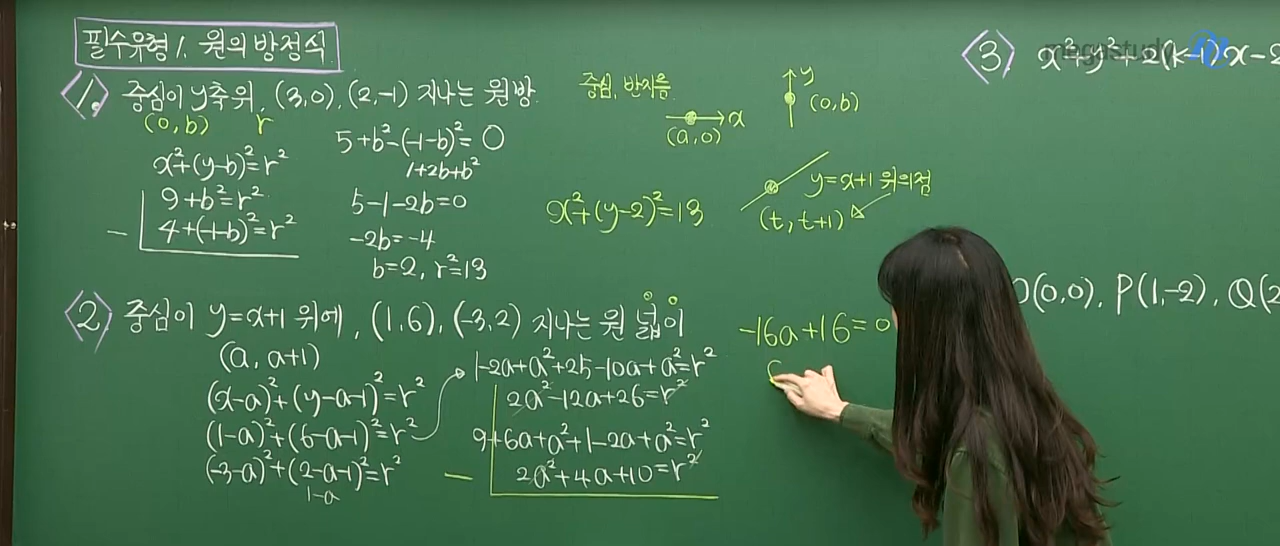 필수유형 1. 원의 방정식
1. 중심이 y축위, (3,0), (2,-1) 지나는 원방.
(0, b) r
x²+(y-b)²=r²
9+b²=r²
4+(-1-b)²=r²
5+b²-(-1-b)²=0
1+2b+b²
5-1-2b=0
-2b=-4
b=2, r²=13
중심, 반지름
x
(a, 0)
y
(0, b)
x²+(y-2)²=13
y=x+1 위의점
(t, t+1)
2. 중심이 y=x+1 위에, (1,6), (-3,2) 지나는 원 넓이
(a, a+1)
(x-a)²+(y-a-1)²=r²
(1-a)²+(6-a-1)²=r²
(-3-a)²+(2-a-1)²=r²
1-a
1-2a+a²+25-10a+a²=r²
2a²-12a+26=r²
9+6a+a²+1-2a+a²=r²
2a²+4a+10=r²
-16a+16=0
3. x²+y²+2(k-1)x-2
megastudy
(0,0), P(1,-2), Q(2